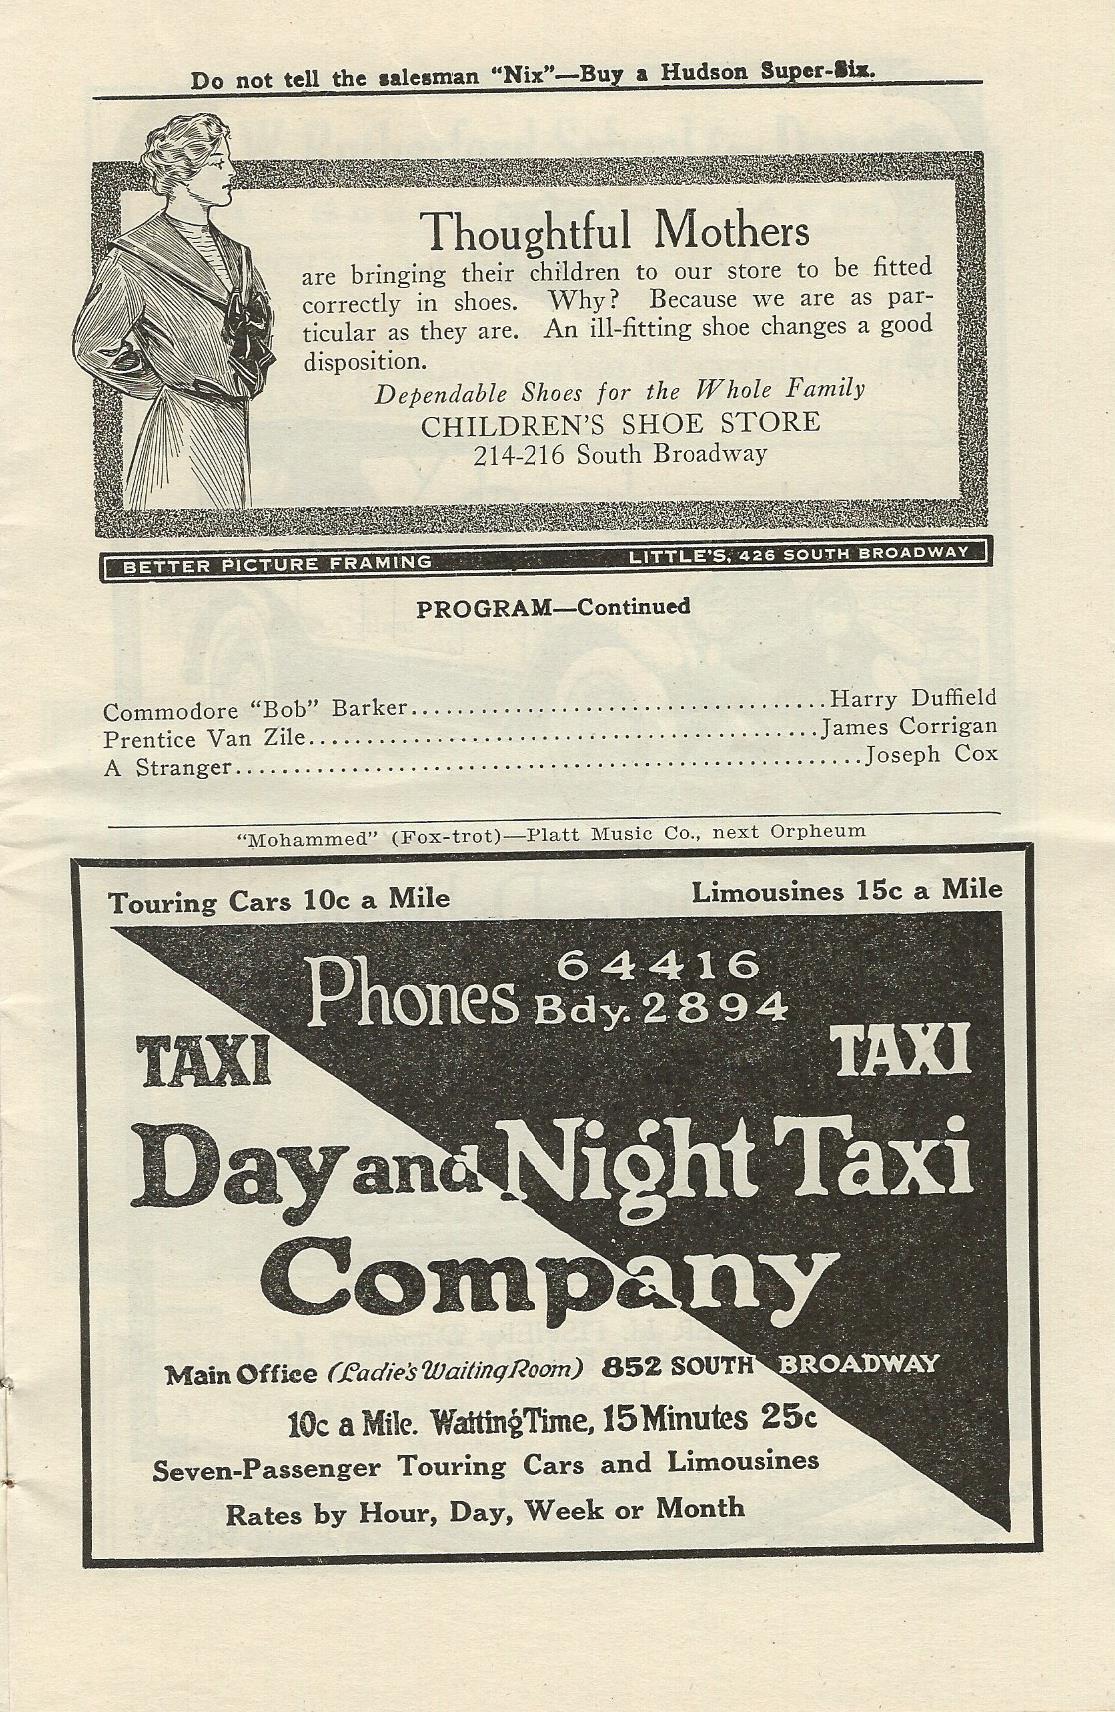 Do not tell the salesman "Nix"—Buy a Hudson Super-Six.
Thoughtful Mothers
are bringing their children to our store to be fitted
correctly in shoes. Why? Because we are as par-
ticular as they are. An ill-fitting shoe changes a good
disposition.
Dependable Shoes for the Whole Family
CHILDREN'S SHOE STORE
214-216 South Broadway
BETTER PICTURE FRAMING LITTLE'S, 426 SOUTH BROADWAY
PROGRAM—Continued
Commodore "Bob" Barker....................................Harry Duffield
Prentice Van Zile............................................James Corrigan
A Stranger......................................................Joseph Cox
"Mohammed" (Fox-trot)—Platt Music Co., next Orpheum
Touring Cars 10c a Mile Limousines 15c a Mile
Phones 64416
Bdy. 2894
TAXI TAXI
Day and Night Taxi
Company
Main Office (Ladie's Waiting Room) 852 SOUTH BROADWAY
10c a Mile. Waiting Time, 15 Minutes 25c
Seven-Passenger Touring Cars and Limousines
Rates by Hour, Day, Week or Month